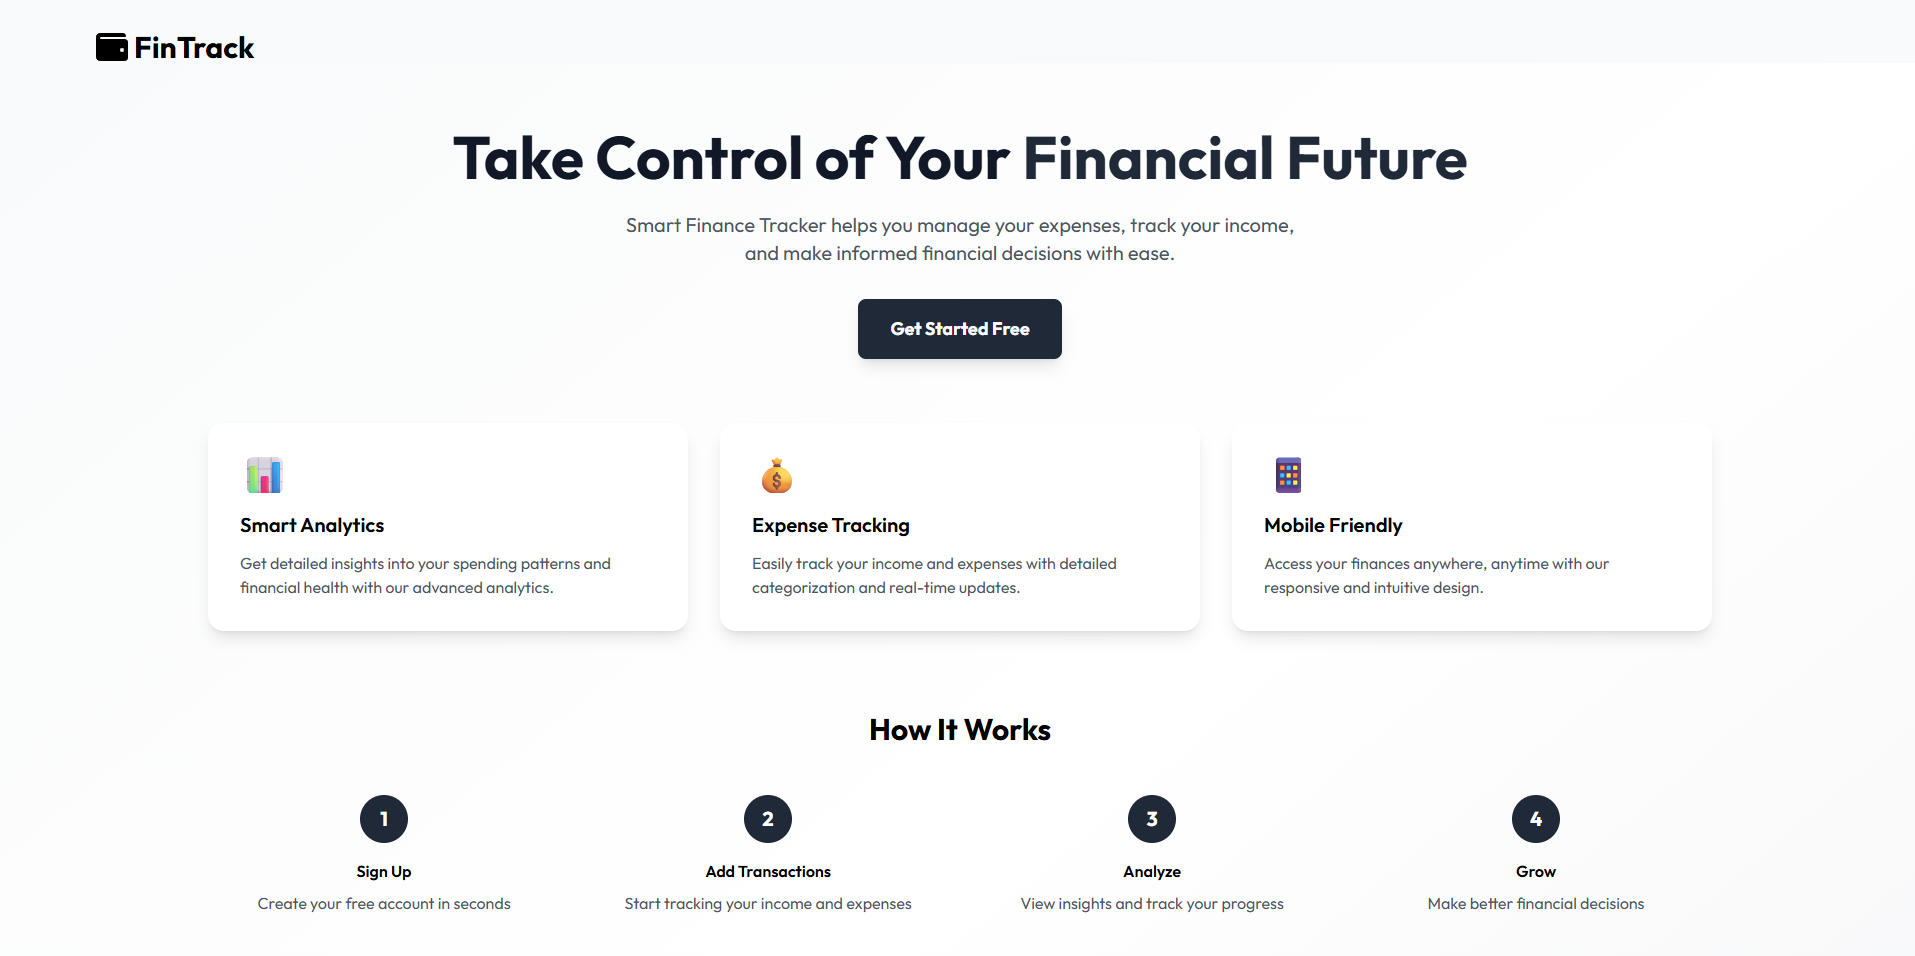 FinTrack
Take Control of Your Financial Future
Smart Finance Tracker helps you manage your expenses, track your income,
and make informed financial decisions with ease.
Get Started Free
Smart Analytics
Get detailed insights into your spending patterns and
financial health with our advanced analytics.
$
Expense Tracking
Easily track your income and expenses with detailed
categorization and real-time updates.
Mobile Friendly
Access your finances anywhere, anytime with our
responsive and intuitive design.
How It Works
1
Sign Up
Create your free account in seconds
2
Add Transactions
Start tracking your income and expenses
3
Analyze
View insights and track your progress
4
Grow
Make better financial decisions